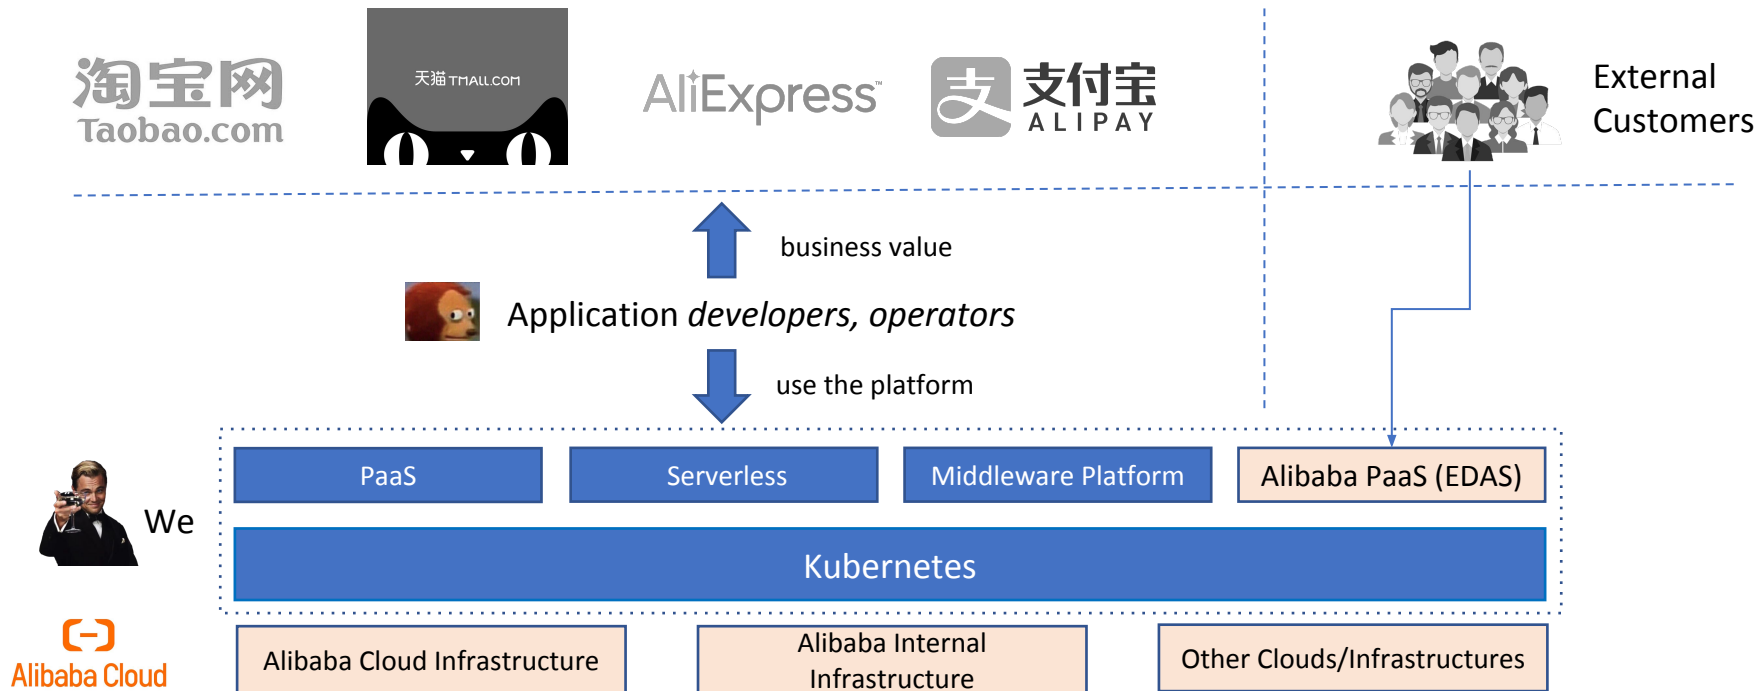 淘宝网
Taobao.com
天猫 TMALL.COM
AliExpress™
支
支付宝
ALIPAY
External
Customers
business value
Application developers, operators
use the platform
PaaS
Serverless
Middleware Platform
Alibaba PaaS (EDAS)
We
Kubernetes
Alibaba Cloud
Alibaba Cloud Infrastructure
Alibaba Internal
Infrastructure
Other Clouds/Infrastructures